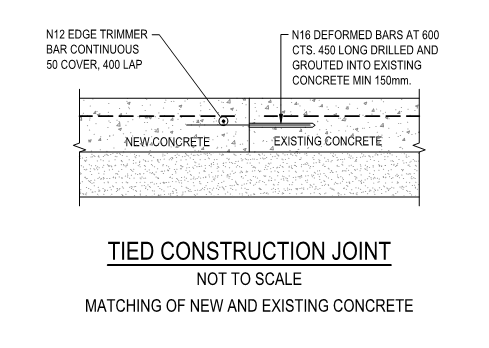 N12 EDGE TRIMMER
BAR CONTINUOUS
50 COVER, 400 LAP
N16 DEFORMED BARS AT 600
CTS. 450 LONG DRILLED AND
GROUTED INTO EXISTING
CONCRETE MIN 150mm.
NEW CONCRETE
EXISTING CONCRETE
TIED CONSTRUCTION JOINT
NOT TO SCALE
MATCHING OF NEW AND EXISTING CONCRETE